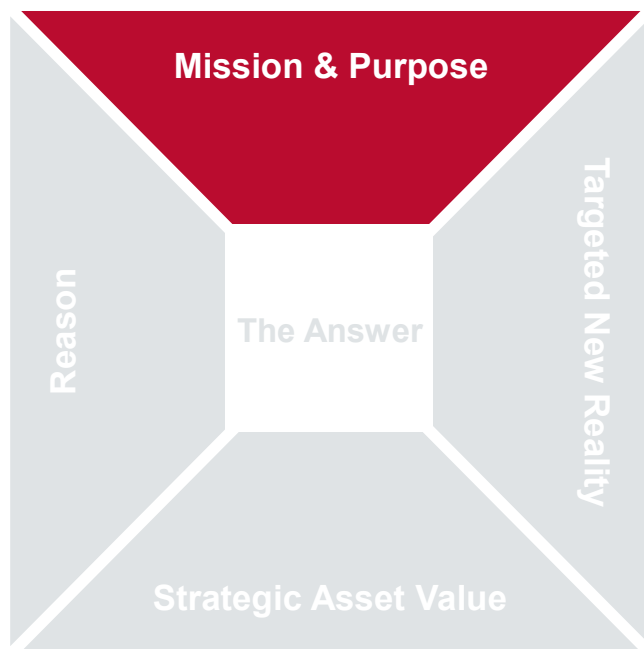 Mission & Purpose
Reason
The Answer
Targeted New Reality
Strategic Asset Value